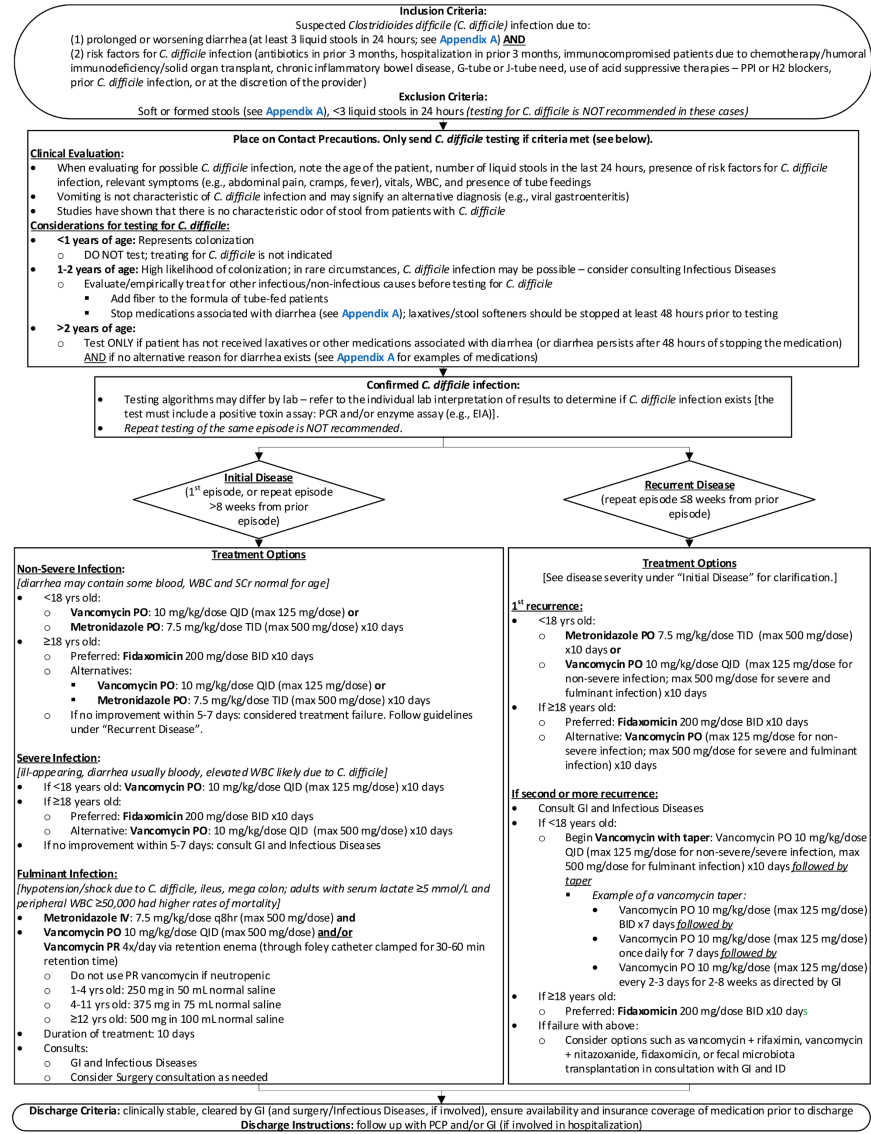 Inclusion Criteria:
Suspected Clostridioides difficile (C. difficile) infection due to:
(1) prolonged or worsening diarrhea (at least 3 liquid stools in 24 hours; see Appendix A) AND
(2) risk factors for C. difficile infection (antibiotics in prior 3 months, hospitalization in prior 3 months, immunocompromised patients due to chemotherapy/humoral
immunodeficiency/solid organ transplant, chronic inflammatory bowel disease, G-tube or J-tube need, use of acid suppressive therapies – PPI or H2 blockers,
prior C. difficile infection, or at the discretion of the provider)
Exclusion Criteria:
Soft or formed stools (see Appendix A), <3 liquid stools in 24 hours (testing for C. difficile is NOT recommended in these cases)
Place on Contact Precautions. Only send C. difficile testing if criteria met (see below).
Clinical Evaluation:
• When evaluating for possible C. difficile infection, note the age of the patient, number of liquid stools in the last 24 hours, presence of risk factors for C. difficile
infection, relevant symptoms (e.g., abdominal pain, cramps, fever), vitals, WBC, and presence of tube feedings
• Vomiting is not characteristic of C. difficile infection and may signify an alternative diagnosis (e.g., viral gastroenteritis)
• Studies have shown that there is no characteristic odor of stool from patients with C. difficile
Considerations for testing for C. difficile:
• <1 years of age: Represents colonization
o DO NOT test; treating for C. difficile is not indicated
• 1-2 years of age: High likelihood of colonization; in rare circumstances, C. difficile infection may be possible – consider consulting Infectious Diseases
o Evaluate/empirically treat for other infectious/non-infectious causes before testing for C. difficile
▪ Add fiber to the formula of tube-fed patients
▪ Stop medications associated with diarrhea (see Appendix A); laxatives/stool softeners should be stopped at least 48 hours prior to testing
• >2 years of age:
o Test ONLY if patient has not received laxatives or other medications associated with diarrhea (or diarrhea persists after 48 hours of stopping the medication)
AND if no alternative reason for diarrhea exists (see Appendix A for examples of medications)
Confirmed C. difficile infection:
• Testing algorithms may differ by lab – refer to the individual lab interpretation of results to determine if C. difficile infection exists [the
test must include a positive toxin assay: PCR and/or enzyme assay (e.g., EIA)].
• Repeat testing of the same episode is NOT recommended.
Initial Disease
(1st episode, or repeat episode
>8 weeks from prior
episode)
Recurrent Disease
(repeat episode ≤8 weeks from prior
episode)
Treatment Options
Non-Severe Infection:
[diarrhea may contain some blood, WBC and SCr normal for age]
• <18 yrs old:
o Vancomycin PO: 10 mg/kg/dose QID (max 125 mg/dose) or
o Metronidazole PO: 7.5 mg/kg/dose TID (max 500 mg/dose) x10 days
• ≥18 yrs old:
o Preferred: Fidaxomicin 200 mg/dose BID x10 days
o Alternatives:
▪ Vancomycin PO: 10 mg/kg/dose QID (max 125 mg/dose) or
▪ Metronidazole PO: 7.5 mg/kg/dose TID (max 500 mg/dose) x10 days
o If no improvement within 5-7 days: considered treatment failure. Follow guidelines
under "Recurrent Disease".
Severe Infection:
[ill-appearing, diarrhea usually bloody, elevated WBC likely due to C. difficile]
• If <18 years old: Vancomycin PO: 10 mg/kg/dose QID (max 125 mg/dose) x10 days
• If ≥18 years old:
o Preferred: Fidaxomicin 200 mg/dose BID x10 days
o Alternative: Vancomycin PO: 10 mg/kg/dose QID (max 500 mg/dose) x10 days
• If no improvement within 5-7 days: consult GI and Infectious Diseases
Fulminant Infection:
[hypotension/shock due to C. difficile, ileus, mega colon; adults with serum lactate ≥5 mmol/L and
peripheral WBC ≥50,000 had higher rates of mortality]
• Metronidazole IV: 7.5 mg/kg/dose q8hr (max 500 mg/dose) and
• Vancomycin PO 10 mg/kg/dose QID (max 500 mg/dose) and/or
Vancomycin PR 4x/day via retention enema (through foley catheter clamped for 30-60 min
retention time)
o Do not use PR vancomycin if neutropenic
o 1-4 yrs old: 250 mg in 50 mL normal saline
o 4-11 yrs old: 375 mg in 75 mL normal saline
o ≥12 yrs old: 500 mg in 100 mL normal saline
• Duration of treatment: 10 days
• Consults:
o GI and Infectious Diseases
o Consider Surgery consultation as needed
Treatment Options
[See disease severity under "Initial Disease" for clarification.]
1st recurrence:
• <18 yrs old:
o Metronidazole PO 7.5 mg/kg/dose TID (max 500 mg/dose)
x10 days or
o Vancomycin PO 10 mg/kg/dose QID (max 125 mg/dose for
non-severe infection; max 500 mg/dose for severe and
fulminant infection) x10 days
• If ≥18 years old:
o Preferred: Fidaxomicin 200 mg/dose BID x10 days
o Alternative: Vancomycin PO (max 125 mg/dose for non-
severe infection; max 500 mg/dose for severe and fulminant
infection) x10 days
If second or more recurrence:
• Consult GI and Infectious Diseases
• If <18 years old:
o Begin Vancomycin with taper: Vancomycin PO 10 mg/kg/dose
QID (max 125 mg/dose for non-severe/severe infection, max
500 mg/dose for fulminant infection) x10 days followed by
taper
▪ Example of a vancomycin taper:
• Vancomycin PO 10 mg/kg/dose (max 125 mg/dose)
BID x7 days followed by
• Vancomycin PO 10 mg/kg/dose (max 125 mg/dose)
once daily for 7 days followed by
• Vancomycin PO 10 mg/kg/dose (max 125 mg/dose)
every 2-3 days for 2-8 weeks as directed by GI
• If ≥18 years old:
o Preferred: Fidaxomicin 200 mg/dose BID x10 days
• If failure with above:
o Consider options such as vancomycin + rifaximin, vancomycin
+ nitazoxanide, fidaxomicin, or fecal microbiota
transplantation in consultation with GI and ID
Discharge Criteria: clinically stable, cleared by GI (and surgery/Infectious Diseases, if involved), ensure availability and insurance coverage of medication prior to discharge
Discharge Instructions: follow up with PCP and/or GI (if involved in hospitalization)